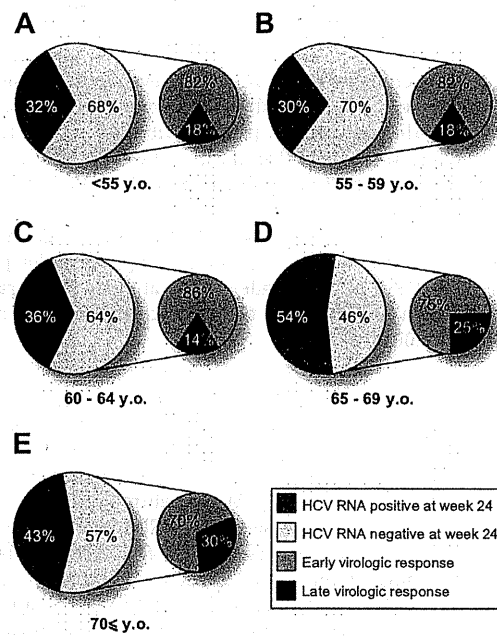 A
32%
68%
82%
18%
<55 y.o.
B
30%
70%
82%
18%
55 - 59 y.o.
C
36%
64%
86%
14%
60 - 64 y.o.
D
54%
46%
75%
25%
65 - 69 y.o.
E
43%
57%
70%
30%
70≤ y.o.
HCV RNA positive at week 24
HCV RNA negative at week 24
Early virologic response
Late virologic response